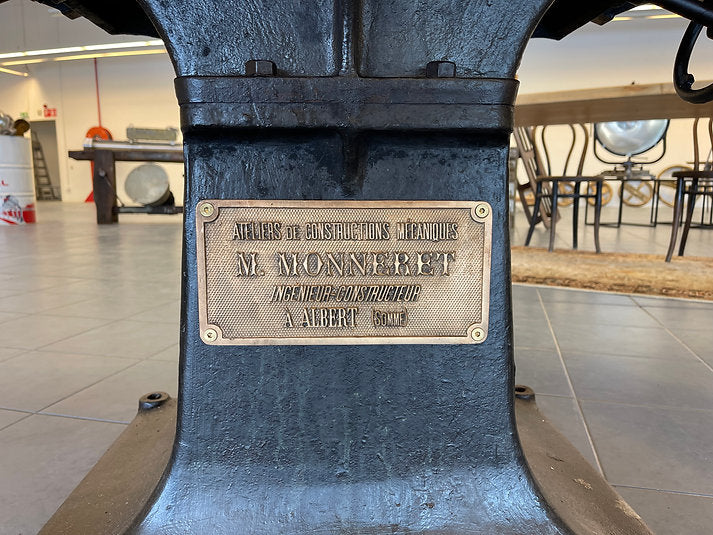 ATELIERS DE CONSTRUCTIONS MÉCANIQUES
M. MONNERET
INGÉNIEUR-CONSTRUCTEUR
A ALBERT (SOMME)